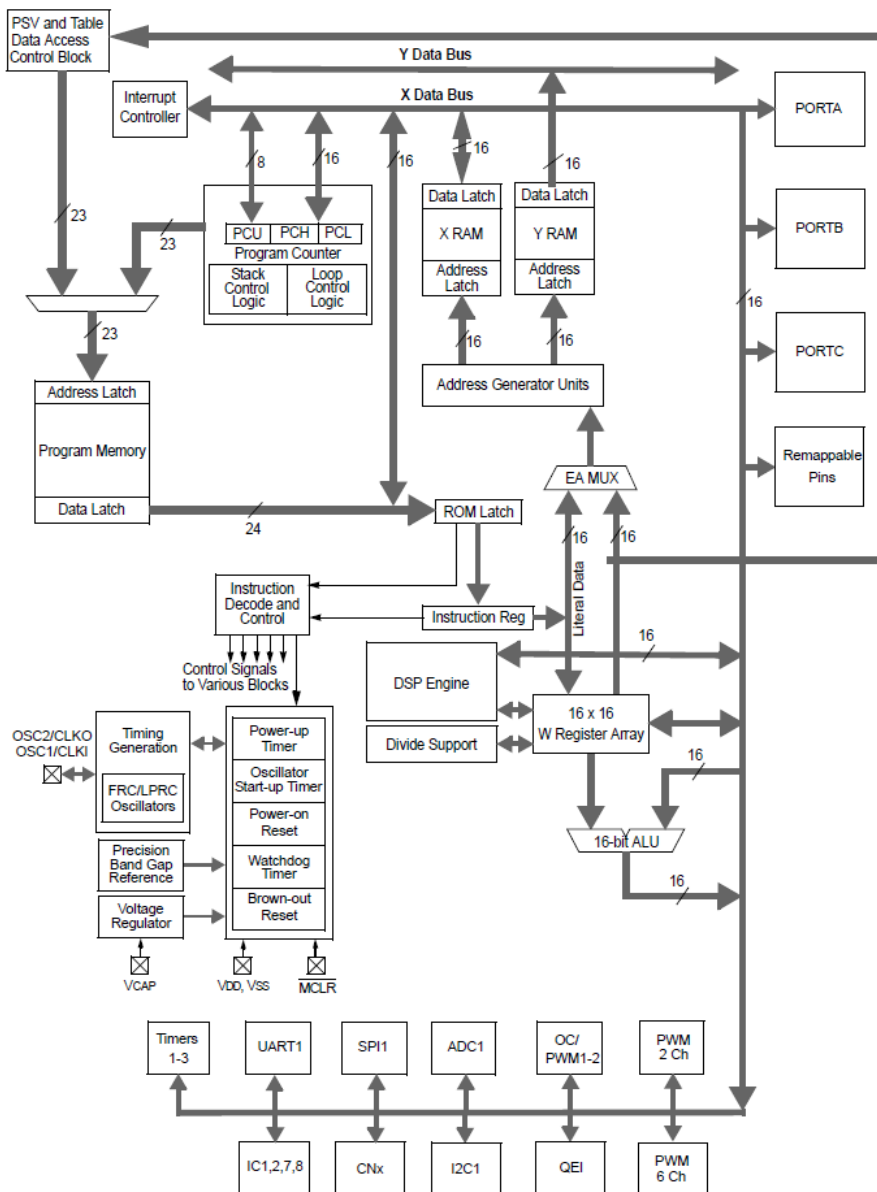 PSV and Table
Data Access
Control Block
Y Data Bus
Interrupt
Controller
X Data Bus
PORTA
8
16
16
16
16
23
23
PCU
PCH
PCL
Program Counter
Stack
Control
Logic
Loop
Control
Logic
Data Latch
X RAM
Address
Latch
Data Latch
Y RAM
Address
Latch
PORTB
16
23
16
16
PORTC
Address Latch
Program Memory
Data Latch
Address Generator Units
EA MUX
Remappable
Pins
24
ROM Latch
16
16
Instruction
Decode and
Control
Instruction Reg
Literal Data
Control Signals
to Various Blocks
16
DSP Engine
Divide Support
16 x 16
W Register Array
16
16-bit ALU
16
OSC2/CLKO
OSC1/CLKI
Timing
Generation
FRC/LPRC
Oscillators
Precision
Band Gap
Reference
Voltage
Regulator
Power-up
Timer
Oscillator
Start-up Timer
Power-on
Reset
Watchdog
Timer
Brown-out
Reset
VCAP
VDD, VSS
MCLR
Timers
1-3
UART1
SPI1
ADC1
OC/
PWM1-2
PWM
2 Ch
IC1,2,7,8
CNx
I2C1
QEI
PWM
6 Ch